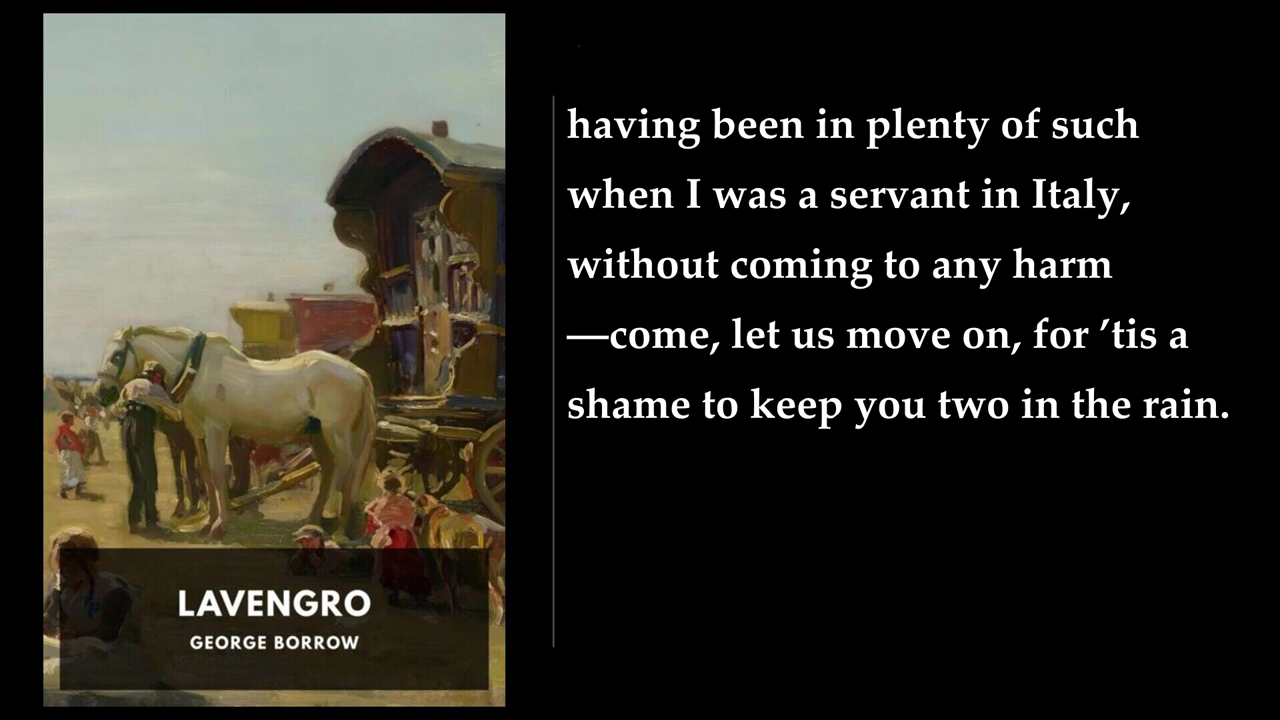 having been in plenty of such
when I was a servant in Italy,
without coming to any harm
—come, let us move on, for ’tis a
shame to keep you two in the rain.
LAVENGRO
GEORGE BORROW